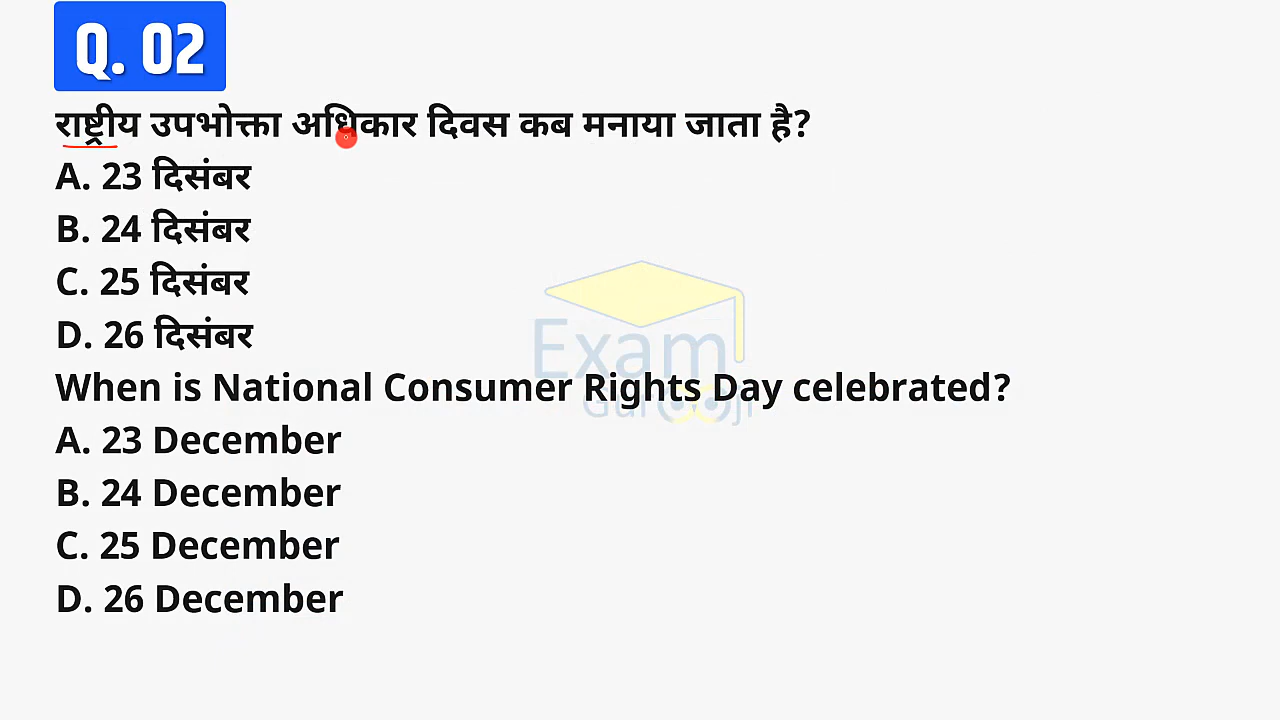 Q. 02
राष्ट्रीय उपभोक्ता अधिकार दिवस कब मनाया जाता है?
A. 23 दिसंबर
B. 24 दिसंबर
C. 25 दिसंबर
D. 26 दिसंबर
Exam
Guruji
When is National Consumer Rights Day celebrated?
A. 23 December
B. 24 December
C. 25 December
D. 26 December